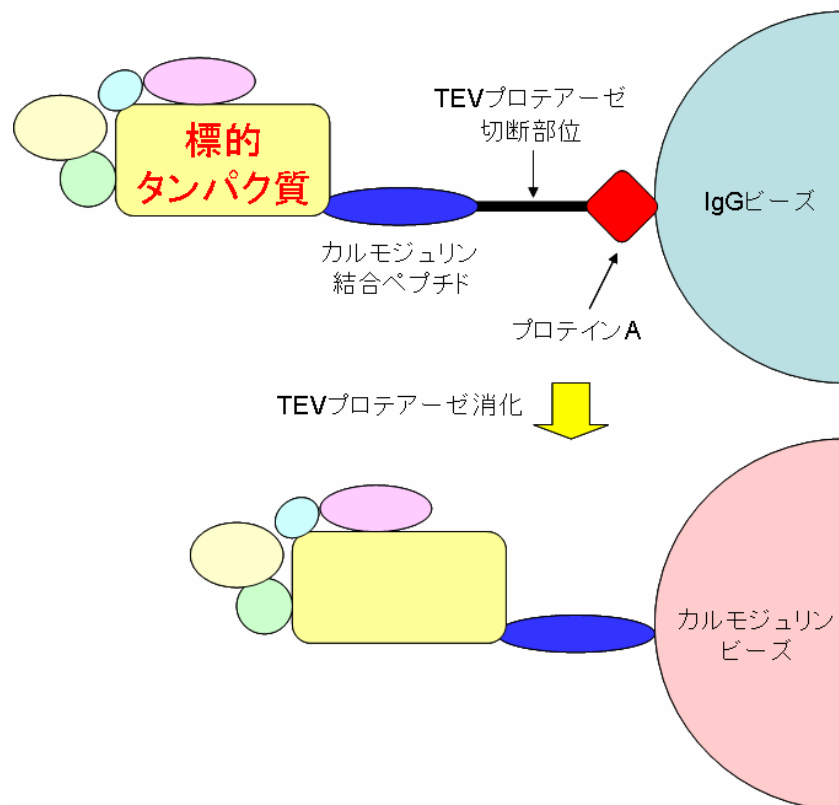 標的
タンパク質
TEVプロテアーゼ
切断部位
IgGビーズ
カルモジュリン
結合ペプチド
プロテインA
TEVプロテアーゼ消化
カルモジュリン
ビーズ